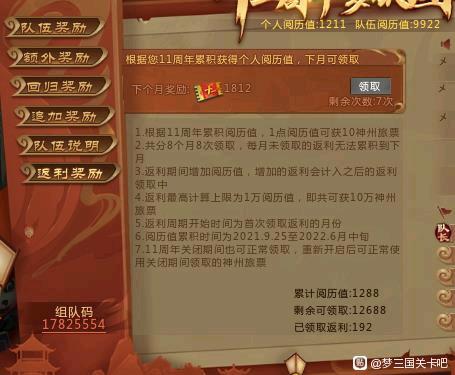 个人阅历值:1211 队伍阅历值:9922
队伍奖励
额外奖励
回归奖励
追加奖励
队伍说明
返利奖励
组队码
17825554
根据您11周年累积获得个人阅历值，下月可领取
下个月奖励:
1812
领取
剩余次数:7次
1.根据11周年累积阅历值，1点阅历值可获10神州旅票
2.共分8个月8次领取，每月未领取的返利无法累积到下
月
3.返利期间增加阅历值，增加的返利会计入之后的返利
领取中
4.返利最高计算上限为1万阅历值，即共可获10万神州
旅票
5.返利周期开始时间为首次领取返利的月份
6.阅历值累积时间为2021.9.25至2022.6月中旬
7.11周年关闭期间也可正常领取，重新开启后可正常使
用关闭期间领取的神州旅票
累计阅历值:1288
剩余可领取:12688
已领取返利:192
队长
@梦三国关卡吧